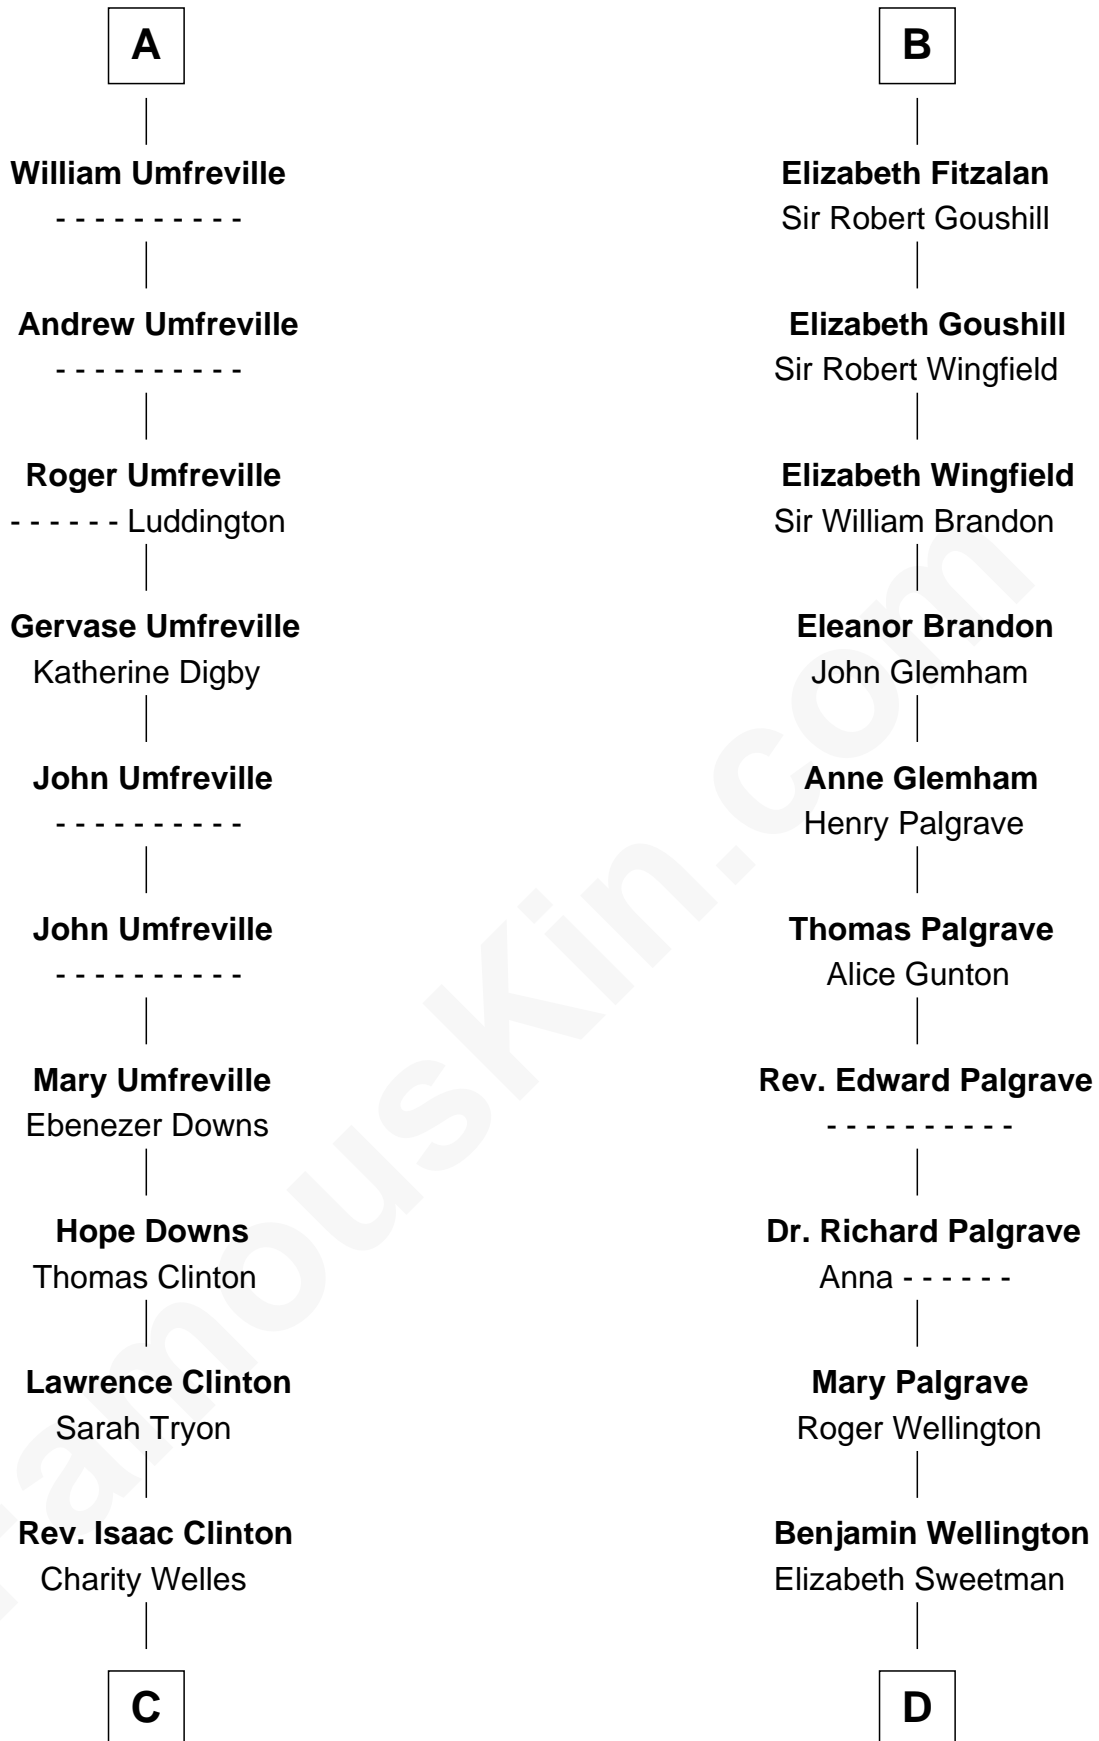 A
William Umfreville
- - - - - - - - - -
Andrew Umfreville
- - - - - - - - - -
Roger Umfreville
- - - - - - Luddington
Gervase Umfreville
Katherine Digby
John Umfreville
- - - - - - - - - -
John Umfreville
- - - - - - - - - -
Mary Umfreville
Ebenezer Downs
Hope Downs
Thomas Clinton
Lawrence Clinton
Sarah Tryon
Rev. Isaac Clinton
Charity Welles
C
B
Elizabeth Fitzalan
Sir Robert Goushill
Elizabeth Goushill
Sir Robert Wingfield
Elizabeth Wingfield
Sir William Brandon
Eleanor Brandon
John Glemham
Anne Glemham
Henry Palgrave
Thomas Palgrave
Alice Gunton
Rev. Edward Palgrave
- - - - - - - - - -
Dr. Richard Palgrave
Anna - - - - - -
Mary Palgrave
Roger Wellington
Benjamin Wellington
Elizabeth Sweetman
D
FamousKin.com